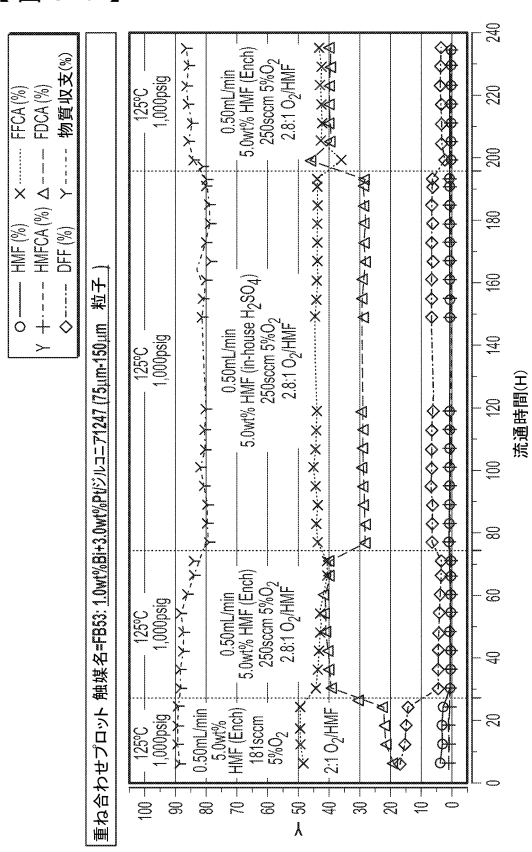 HMF (%)
HMFCA (%)
DFF (%)
FFCA (%)
FDCA (%)
物質収支(%)
Y
重ね合わせプロット 触媒名=FB53: 1.0wt%Bi+3.0wt%Pt/ジルコニア1247 (75μm-150μm 粒子)
125ºC
1,000psig
0.50mL/min
5.0wt%
HMF (Ench)
181sccm
5%O2
2:1 O2/HMF
125ºC
1,000psig
0.50mL/min
5.0wt% HMF (Ench)
250sccm 5%O2
2.8:1 O2/HMF
125ºC
1,000psig
0.50mL/min
5.0wt% HMF (in-house H2SO4)
250sccm 5%O2
2.8:1 O2/HMF
125ºC
1,000psig
0.50mL/min
5.0wt% HMF (Ench)
250sccm 5%O2
2.8:1 O2/HMF
Y
100
90
80
70
60
50
40
30
20
10
0
0 20 40 60 80 100 120 140 160 180 200 220 240
流通時間(H)